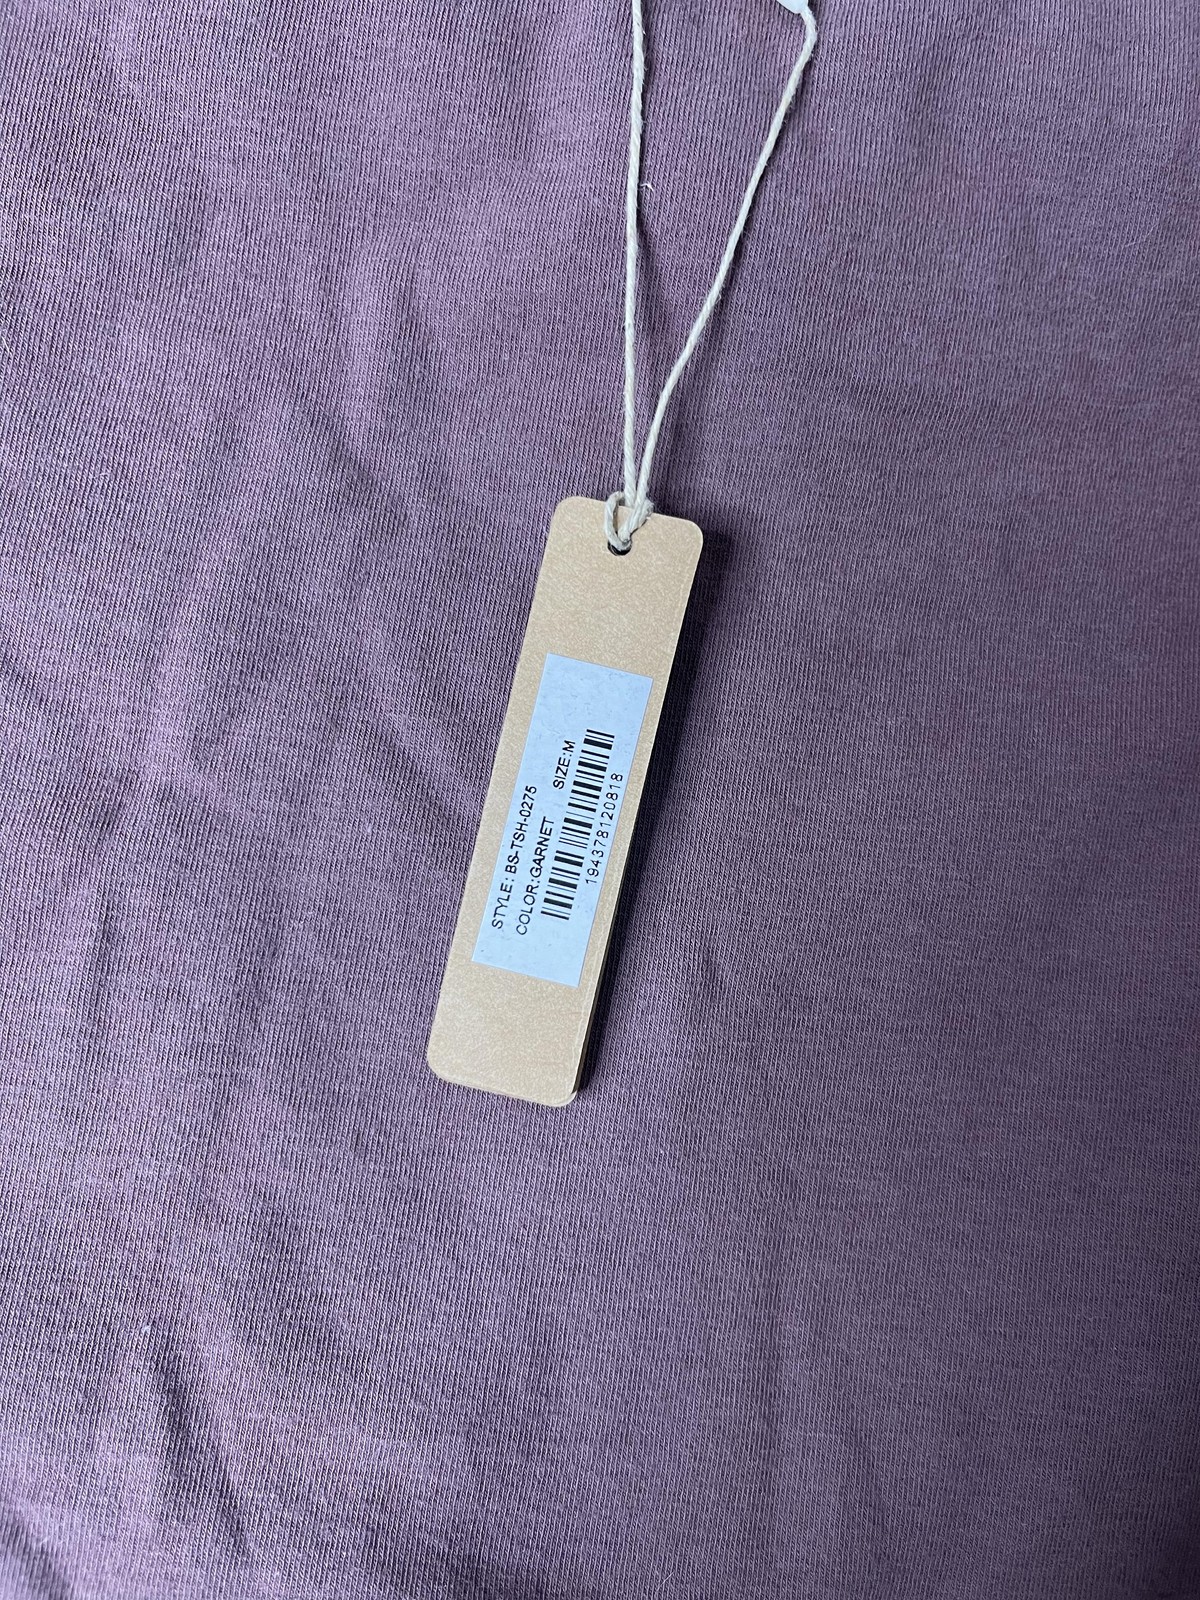 STYLE: BS-TSH-0275
COLOR:GARNET SIZE:M
194378120818